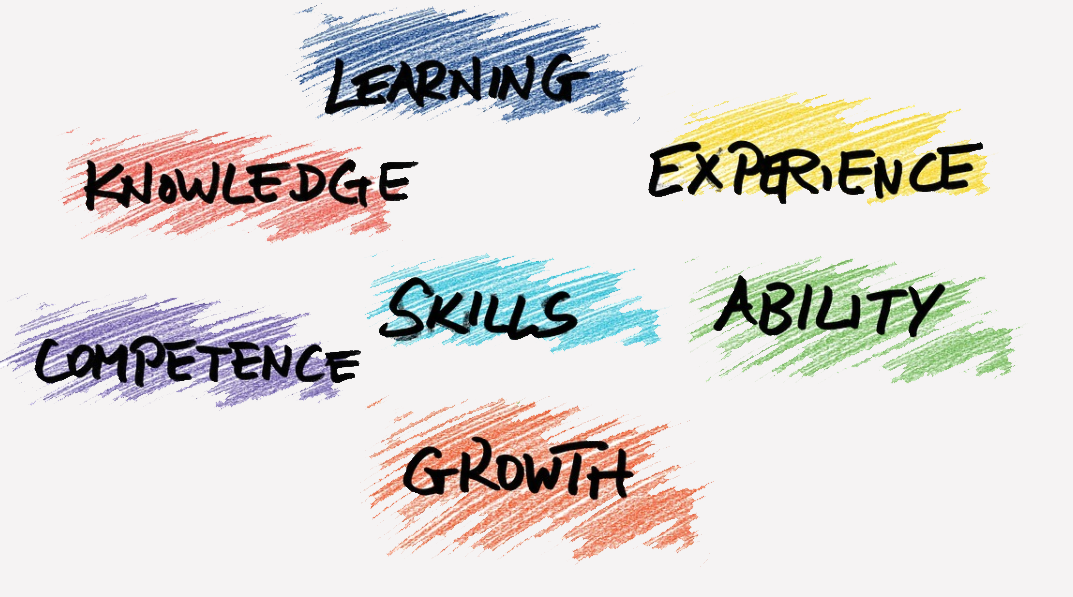 LEARNING
KNOWLEDGE
EXPERIENCE
SKILLS
ABILITY
COMPETENCE
GROWTH